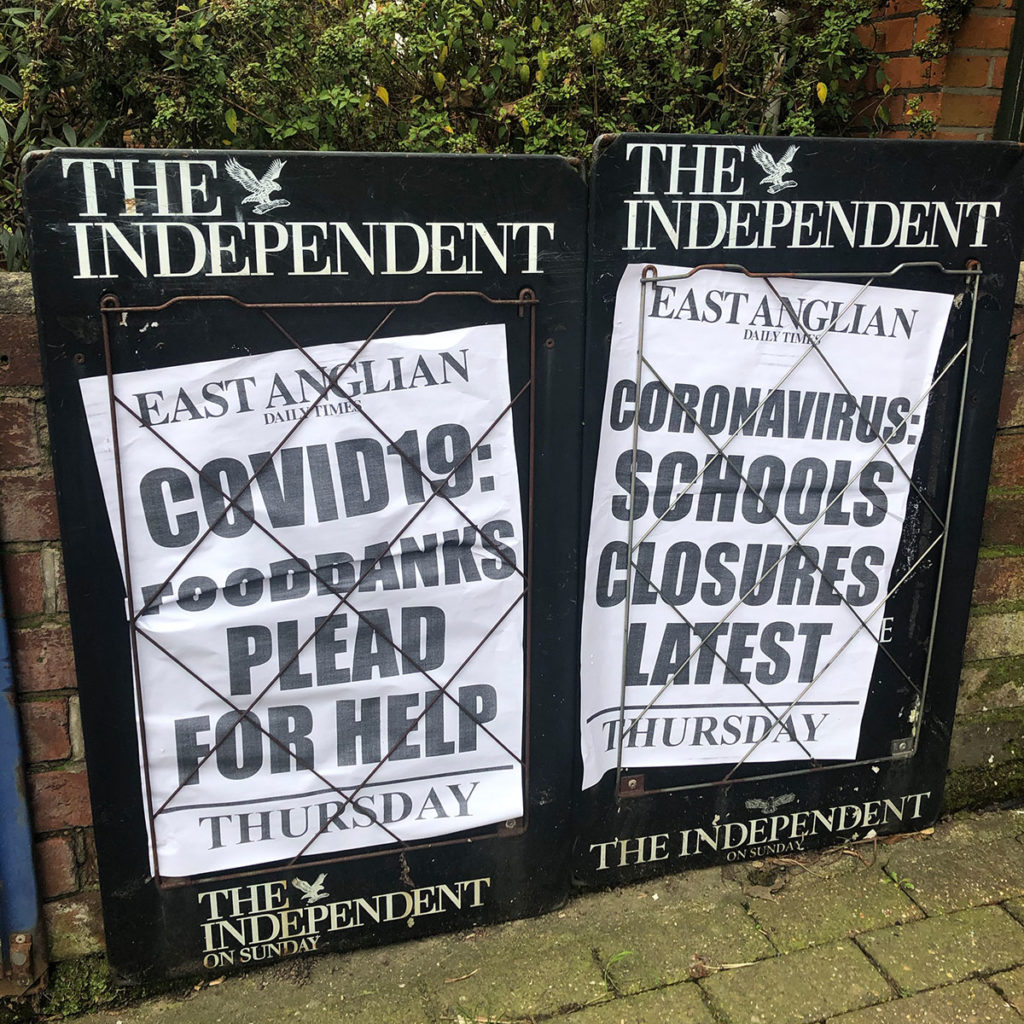 THE
INDEPENDENT
EAST ANGLIAN
DAILY TIMES
COVID19:
FOODBANKS
PLEAD
FOR HELP
THURSDAY
THE
INDEPENDENT
ON SUNDAY
THE
INDEPENDENT
EAST ANGLIAN
DAILY TIMES
CORONAVIRUS:
SCHOOLS
CLOSURES
LATEST
THURSDAY
THE INDEPENDENT
ON SUNDAY